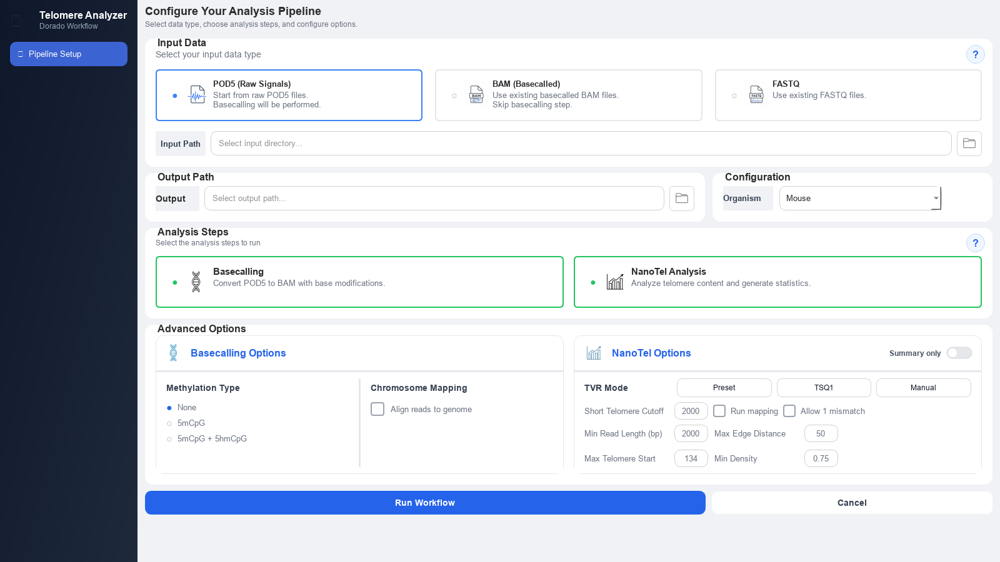 Telomere Analyzer
Dorado Workflow
Pipeline Setup
Configure Your Analysis Pipeline
Select data type, choose analysis steps, and configure options.
Input Data
Select your input data type
?
POD5 (Raw Signals)
Start from raw POD5 files.
Basecalling will be performed.
BAM
BAM (Basecalled)
Use existing basecalled BAM files.
Skip basecalling step.
FASTQ
FASTQ
Use existing FASTQ files.
Input Path
Select input directory...
Output Path
Output
Select output path...
Configuration
Organism
Mouse
Analysis Steps
Select the analysis steps to run
?
Basecalling
Convert POD5 to BAM with base modifications.
NanoTel Analysis
Analyze telomere content and generate statistics.
Advanced Options
Basecalling Options
Methylation Type
None
5mCpG
5mCpG + 5hmCpG
Chromosome Mapping
Align reads to genome
NanoTel Options
Summary only
TVR Mode
Preset
TSQ1
Manual
Short Telomere Cutoff 2000 Run mapping Allow 1 mismatch
Min Read Length (bp) 2000 Max Edge Distance 50
Max Telomere Start 134 Min Density 0.75
Run Workflow
Cancel